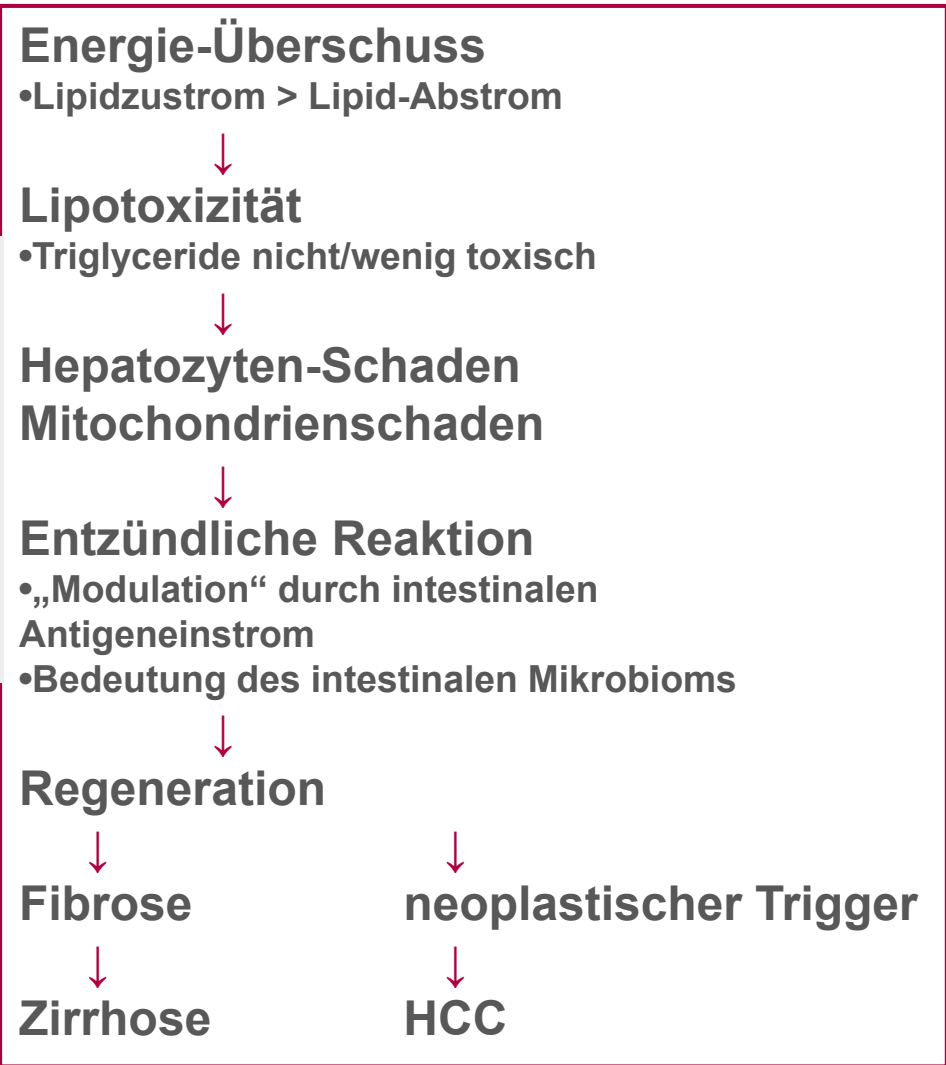 Energie-Überschuss
•Lipidzustrom > Lipid-Abstrom
↓
Lipotoxizität
•Triglyceride nicht/wenig toxisch
↓
Hepatozyten-Schaden
Mitochondrienschaden
↓
Entzündliche Reaktion
•„Modulation“ durch intestinalen
Antigeneinstrom
•Bedeutung des intestinalen Mikrobioms
↓
Regeneration
↓ ↓
Fibrose neoplastischer Trigger
↓ ↓
Zirrhose HCC